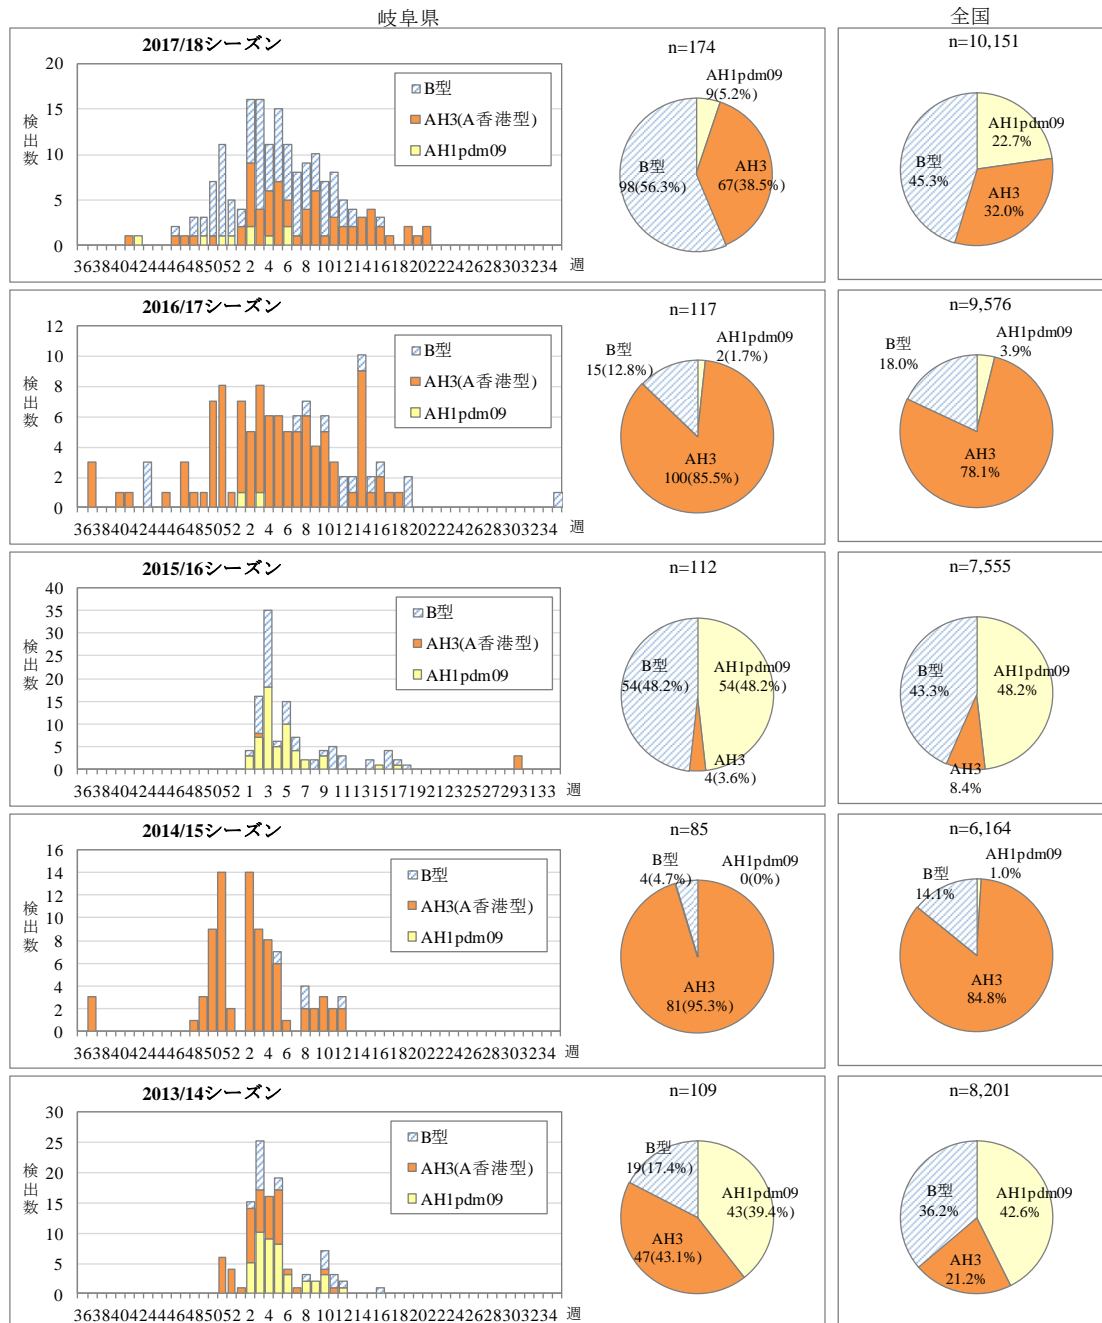 岐阜県
全国
2017/18シーズン
検出数
20
15
10
5
0
B型
AH3(A香港型)
AH1pdm09
3638404244464850522 4 6 8 10121416182022242628303234 週
n=174
AH1pdm09
9(5.2%)
AH3
67(38.5%)
B型
98(56.3%)
n=10,151
AH1pdm09
22.7%
B型
45.3%
AH3
32.0%
2016/17シーズン
検出数
12
10
8
6
4
2
0
B型
AH3(A香港型)
AH1pdm09
3638404244464850522 2 4 6 8 10121416182022242628303234 週
n=117
AH1pdm09
2(1.7%)
B型
15(12.8%)
AH3
100(85.5%)
n=9,576
AH1pdm09
3.9%
B型
18.0%
AH3
78.1%
2015/16シーズン
検出数
40
35
30
25
20
15
10
5
0
B型
AH3(A香港型)
AH1pdm09
363840424446485052 1 3 5 7 9 11131517192123252729313 3 週
n=112
B型
54(48.2%)
AH1pdm09
54(48.2%)
AH3
4(3.6%)
n=7,555
B型
43.3%
AH1pdm09
48.2%
AH3
8.4%
2014/15シーズン
検出数
16
14
12
10
8
6
4
2
0
B型
AH3(A香港型)
AH1pdm09
363840424446485052 2 4 6 8 10121416182022242628303234 週
n=85
B型
4(4.7%)
AH1pdm09
0(0%)
AH3
81(95.3%)
n=6,164
AH1pdm09
1.0%
B型
14.1%
AH3
84.8%
2013/14シーズン
検出数
30
25
20
15
10
5
0
B型
AH3(A香港型)
AH1pdm09
363840424446485052 2 4 6 8 10121416182022242628303234 週
n=109
B型
19(17.4%)
AH1pdm09
43(39.4%)
AH3
47(43.1%)
n=8,201
B型
36.2%
AH1pdm09
42.6%
AH3
21.2%